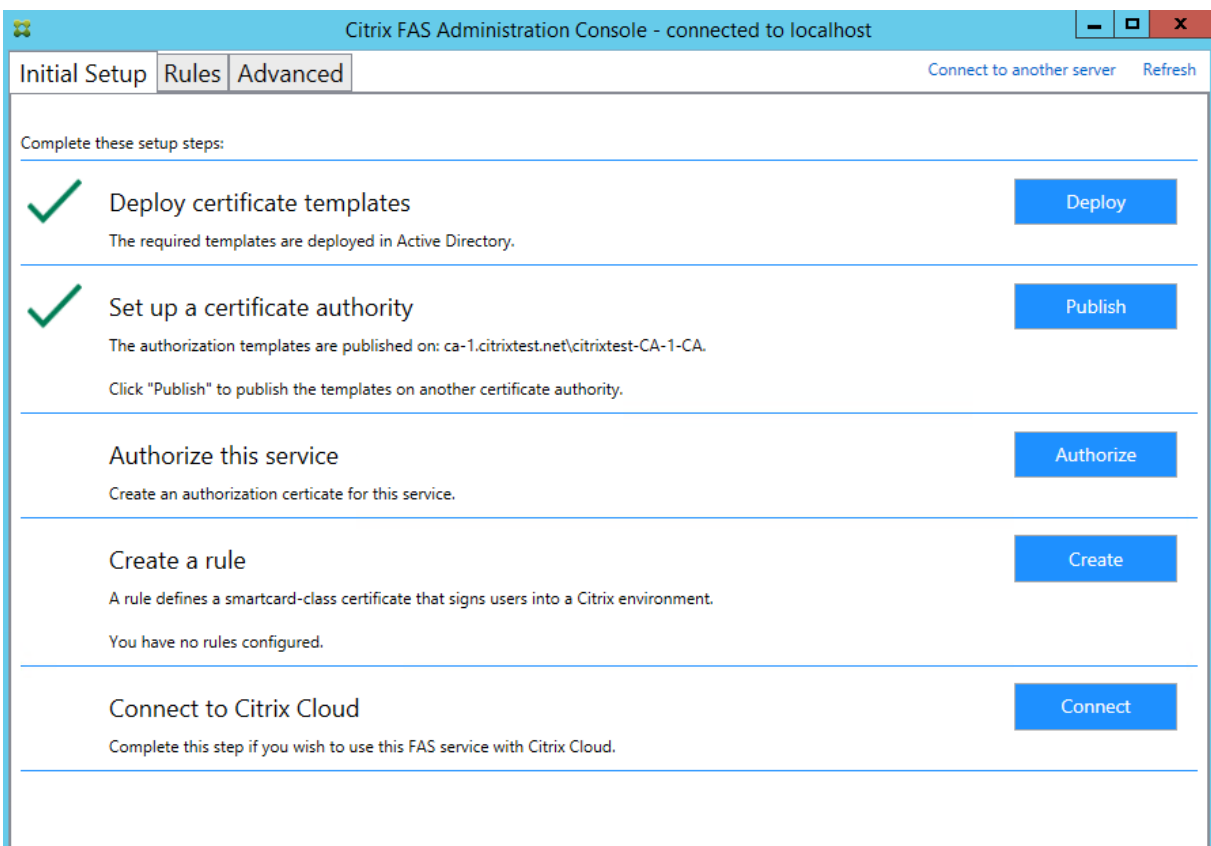 Citrix FAS Administration Console - connected to localhost
Initial Setup Rules Advanced Connect to another server Refresh
Complete these setup steps:
Deploy certificate templates Deploy
The required templates are deployed in Active Directory.
Set up a certificate authority Publish
The authorization templates are published on: ca-1.citrixtest.net\citrixtest-CA-1-CA.
Click "Publish" to publish the templates on another certificate authority.
Authorize this service Authorize
Create an authorization certicate for this service.
Create a rule Create
A rule defines a smartcard-class certificate that signs users into a Citrix environment.
You have no rules configured.
Connect to Citrix Cloud Connect
Complete this step if you wish to use this FAS service with Citrix Cloud.